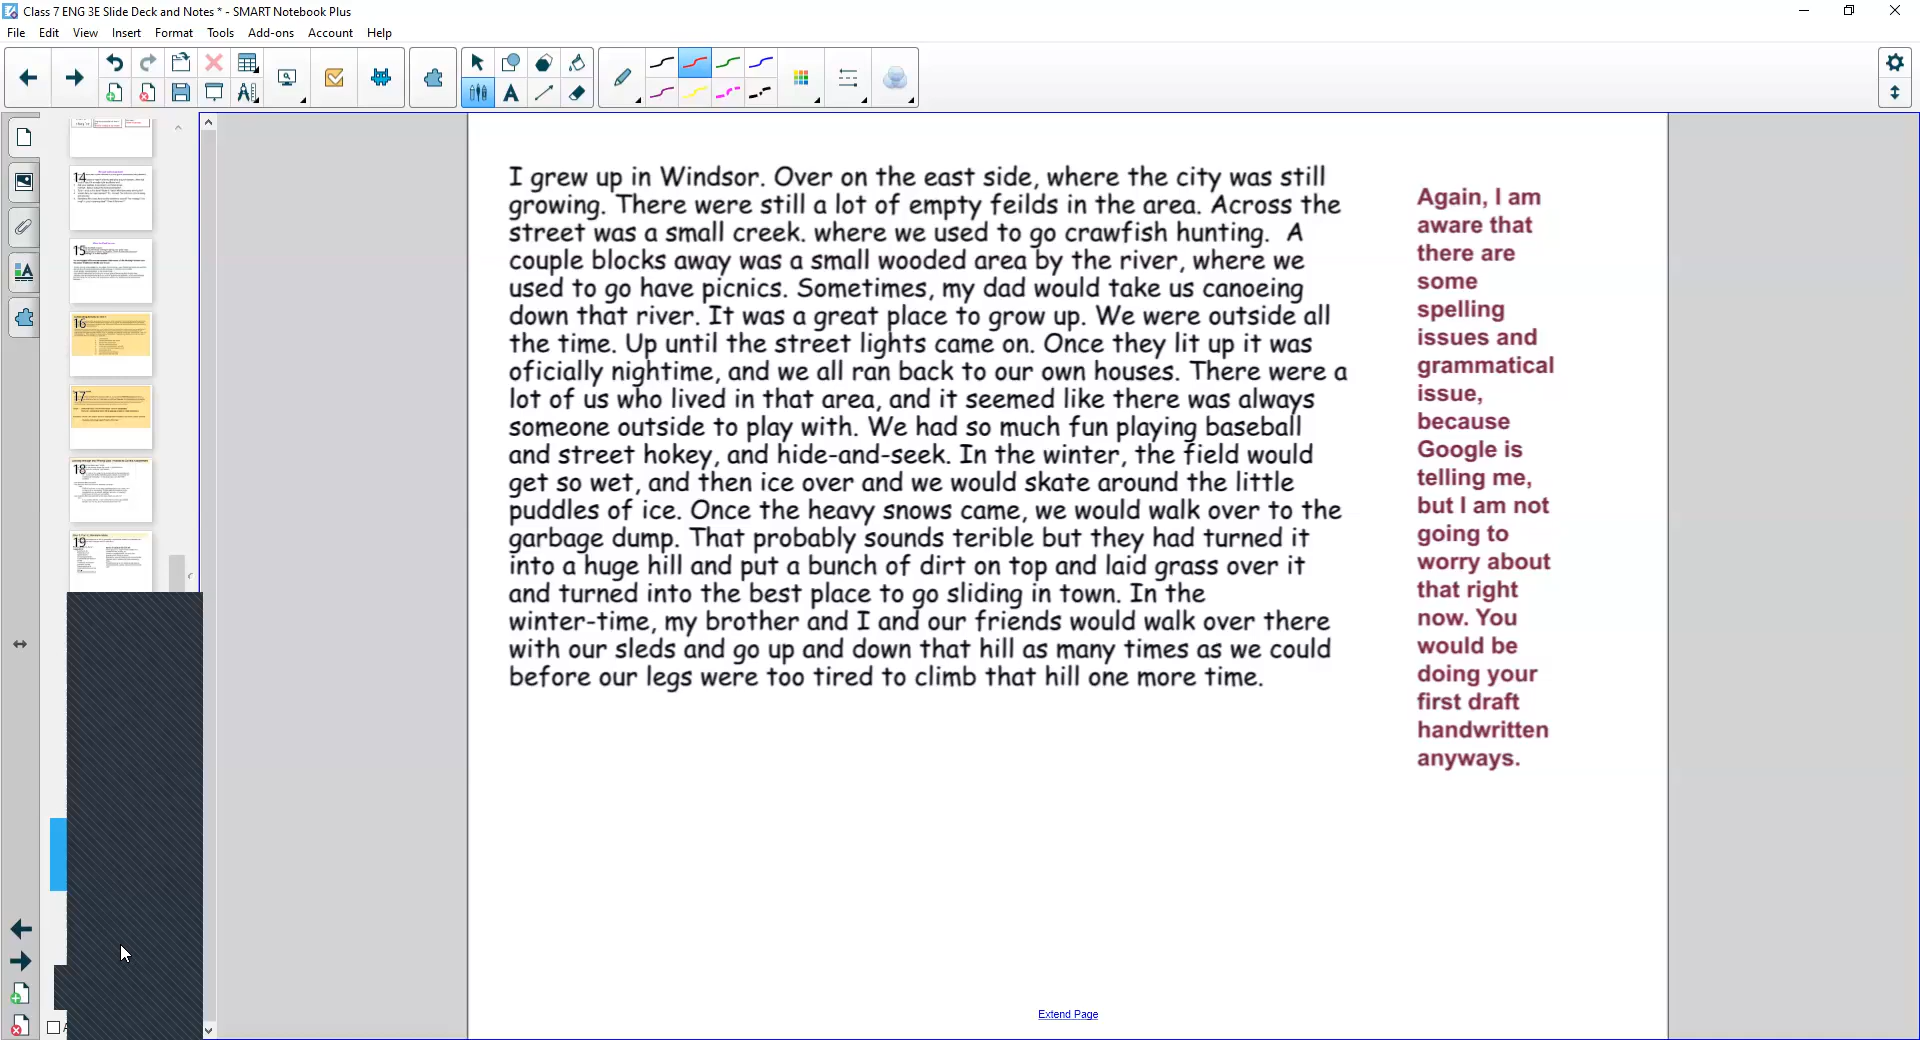 Class 7 ENG 3E Slide Deck and Notes * - SMART Notebook Plus
File Edit View Insert Format Tools Add-ons Account Help
14
15
16
17
18
19
I grew up in Windsor. Over on the east side, where the city was still
growing. There were still a lot of empty feilds in the area. Across the
street was a small creek. where we used to go crawfish hunting.  A
couple blocks away was a small wooded area by the river, where we
used to go have picnics. Sometimes, my dad would take us canoeing
down that river. It was a great place to grow up. We were outside all
the time. Up until the street lights came on. Once they lit up it was
oficially nightime, and we all ran back to our own houses. There were a
lot of us who lived in that area, and it seemed like there was always
someone outside to play with. We had so much fun playing baseball
and street hokey, and hide-and-seek. In the winter, the field would
get so wet, and then ice over and we would skate around the little
puddles of ice. Once the heavy snows came, we would walk over to the
garbage dump. That probably sounds terible but they had turned it
into a huge hill and put a bunch of dirt on top and laid grass over it
and turned into the best place to go sliding in town. In the
winter-time, my brother and I and our friends would walk over there
with our sleds and go up and down that hill as many times as we could
before our legs were too tired to climb that hill one more time.
Again, I am
aware that
there are
some
spelling
issues and
grammatical
issue,
because
Google is
telling me,
but I am not
going to
worry about
that right
now. You
would be
doing your
first draft
handwritten
anyways.
Extend Page